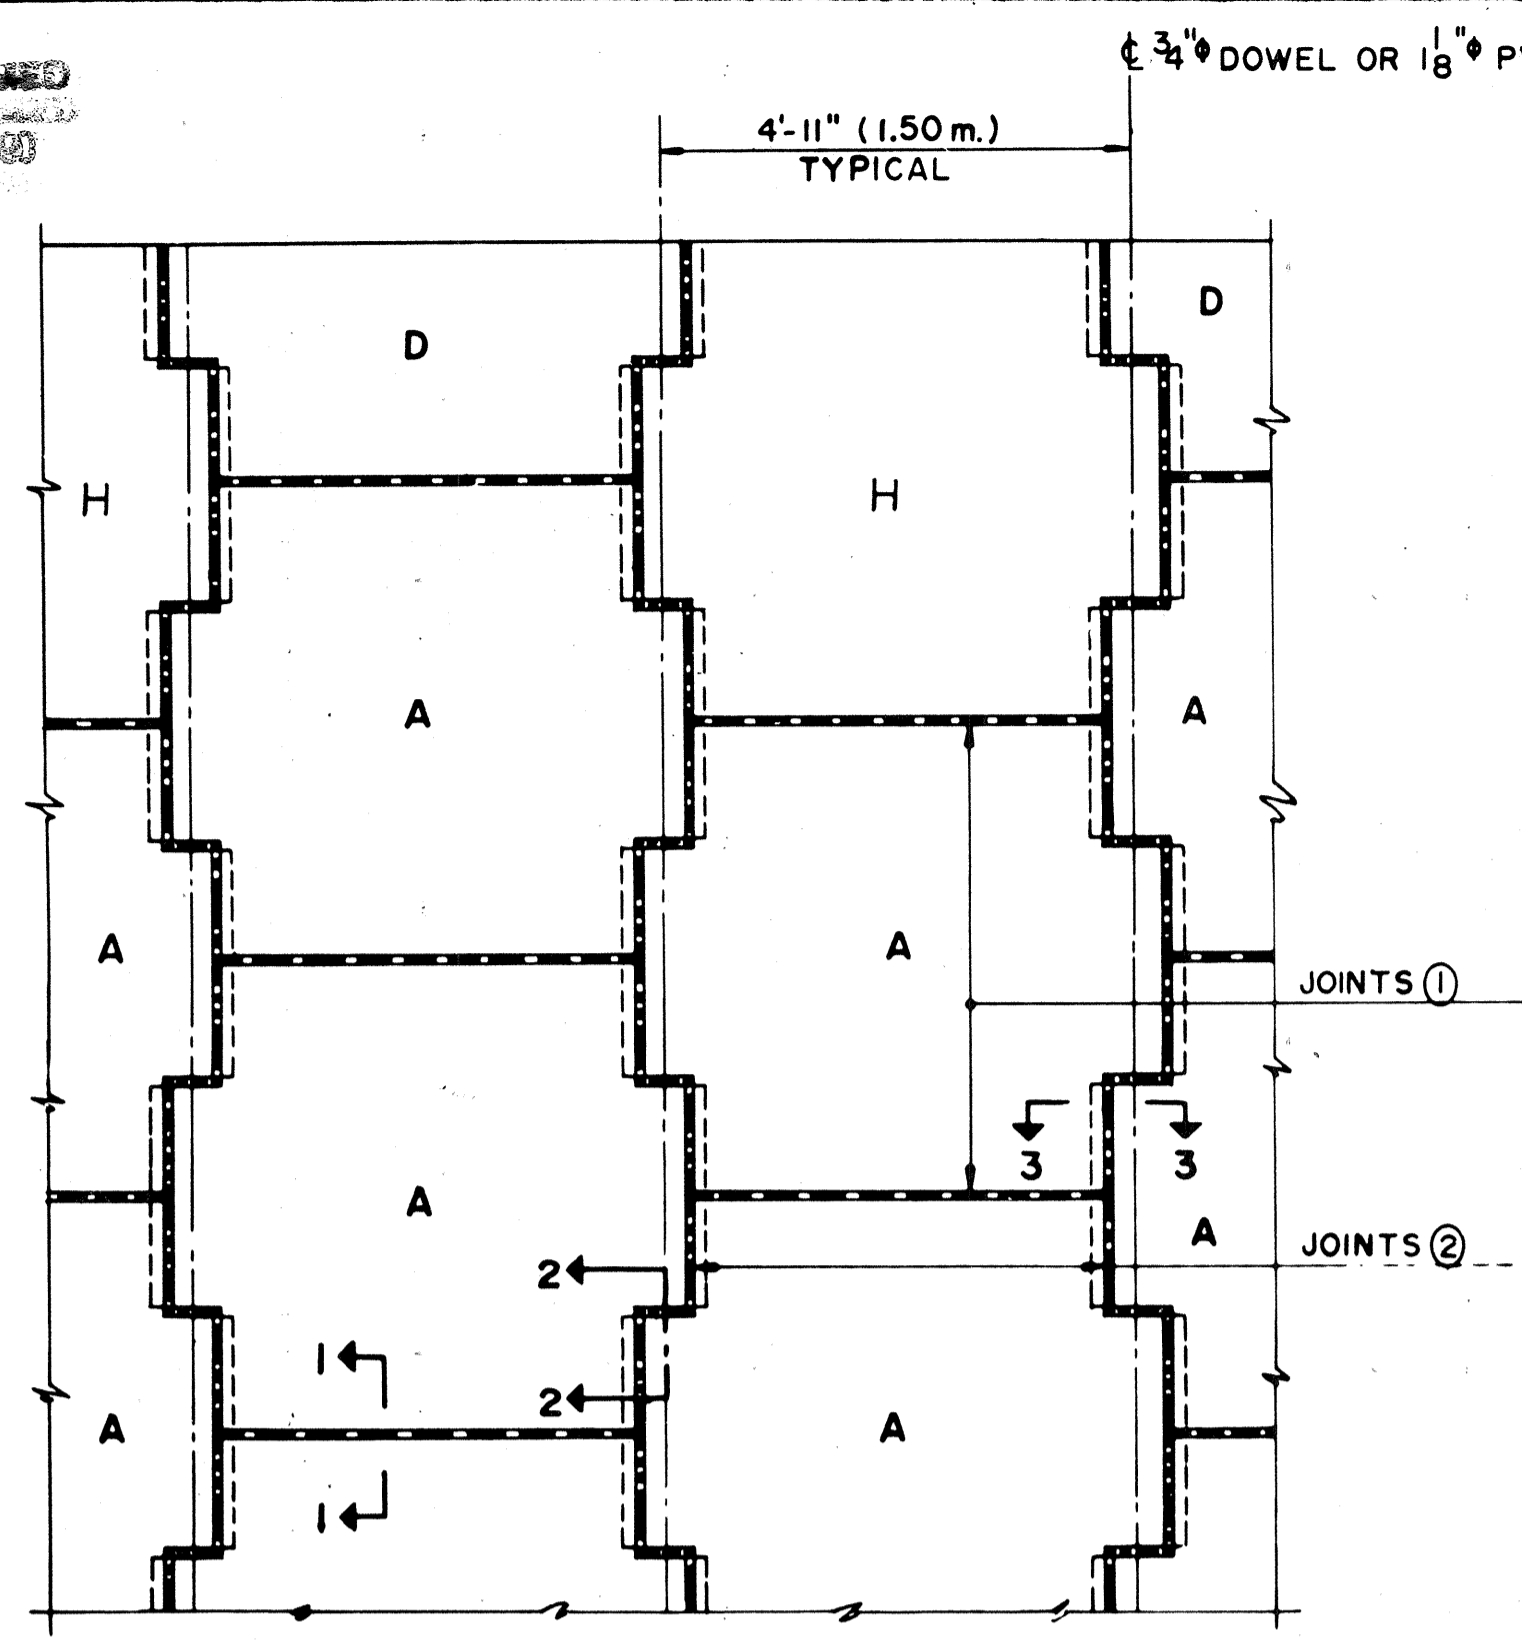 ℄ 3/4"ɸ DOWEL OR 1 1/8"ɸ
4'-11" (1.50 m.)
TYPICAL
D
D
H
H
A
A
A
A
JOINTS ①
3 3
A
A
JOINTS ②
2
1
2
A
A
1